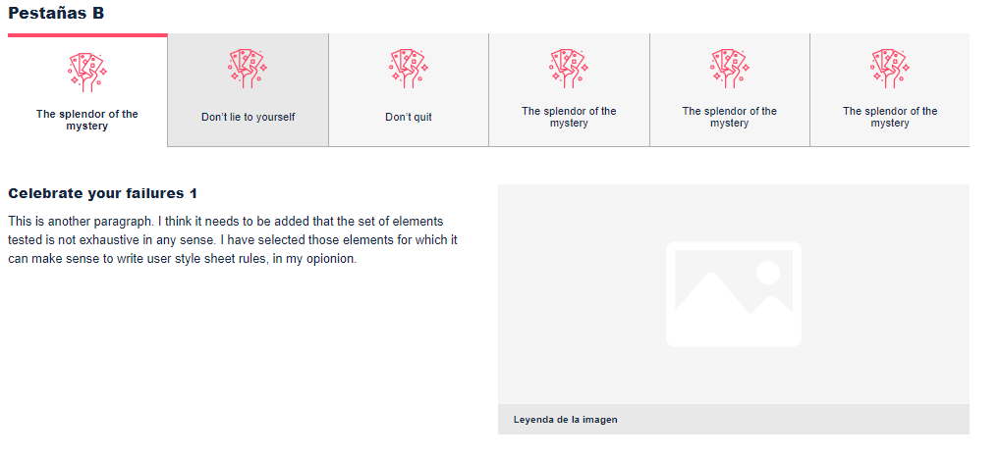 Pestañas B
The splendor of the
mystery
Don't lie to yourself
Don't quit
The splendor of the
mystery
The splendor of the
mystery
The splendor of the
mystery
Celebrate your failures 1
This is another paragraph. I think it needs to be added that the set of elements
tested is not exhaustive in any sense. I have selected those elements for which it
can make sense to write user style sheet rules, in my opionion.
Leyenda de la imagen